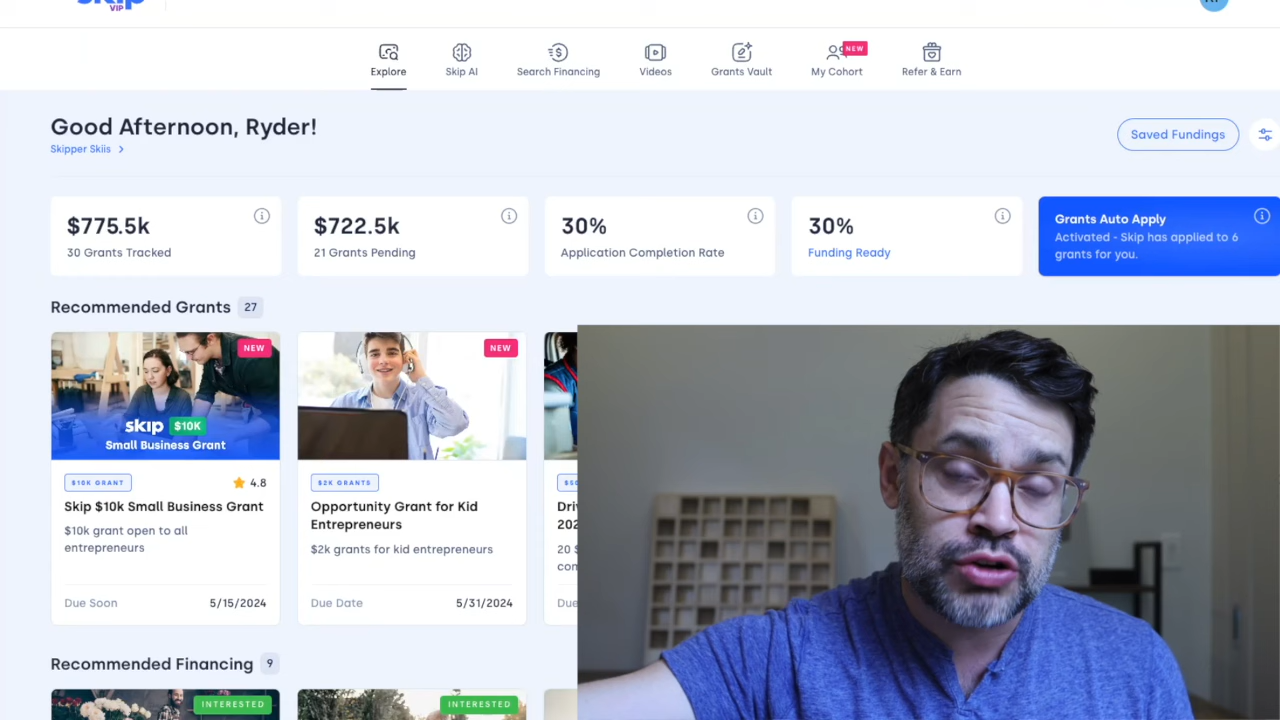 VIP
Explore
Skip AI
Search Financing
Videos
Grants Vault
NEW
My Cohort
Refer & Earn
Good Afternoon, Ryder!
Skipper Skiis
Saved Fundings
$775.5k
30 Grants Tracked
$722.5k
21 Grants Pending
30%
Application Completion Rate
30%
Funding Ready
Grants Auto Apply
Activated - Skip has applied to 6
grants for you.
Recommended Grants 27
NEW
skip $10K
Small Business Grant
$10K GRANT
4.8
Skip $10k Small Business Grant
$10k grant open to all
entrepreneurs
Due Soon 5/15/2024
NEW
$2K GRANTS
Opportunity Grant for Kid
Entrepreneurs
$2k grants for kid entrepreneurs
Due Date 5/31/2024
20 $
Due
Recommended Financing 9
INTERESTED
INTERESTED